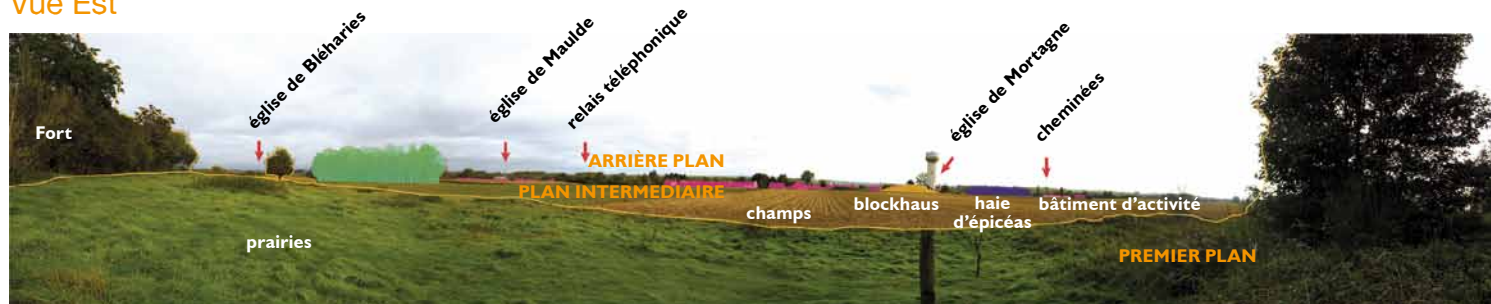 Vue Est
église de Bléharies
église de Maulde
relais téléphonique
église de Mortagne
cheminées
Fort
ARRIÈRE PLAN
PLAN INTERMEDIAIRE
champs
blockhaus
haie
d'épicéas
bâtiment d'activité
prairies
PREMIER PLAN